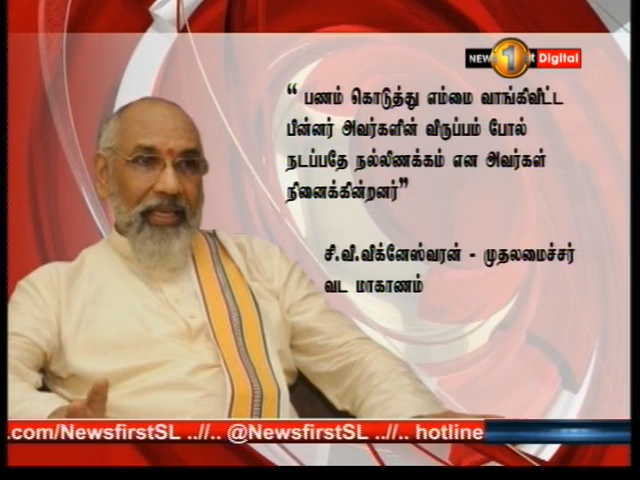 NEWS 1st Digital
“ பணம் கொடுத்து எம்மை வாங்கிவிட்ட
பின்னர் அவர்களின் விருப்பம் போல்
நடப்பதே நல்லிணக்கம் என அவர்கள்
நினைக்கின்றனர்”
சி.வீ.விக்னேஸ்வரன் - முதலமைச்சர்
வட மாகாணம்
.com/NewsfirstSL ..//.. @NewsfirstSL ..//.. hotline